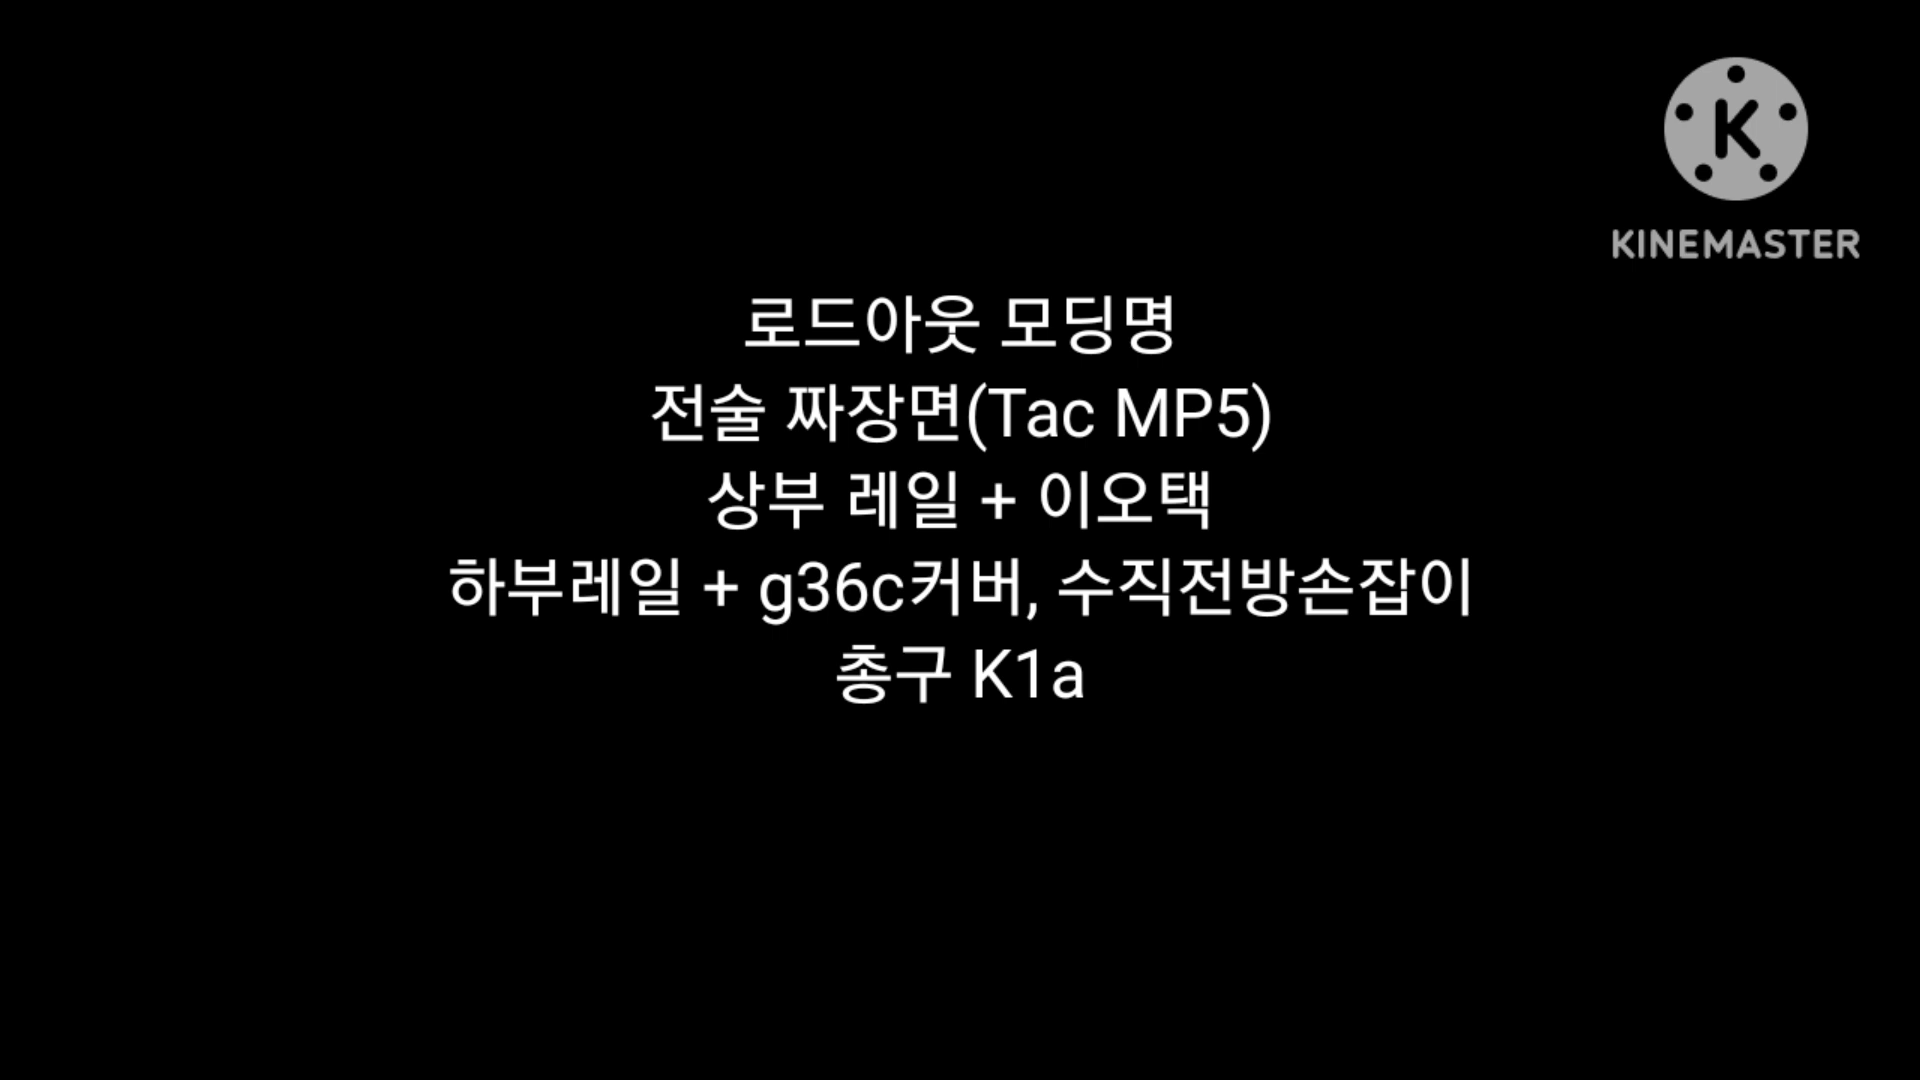 KINEMASTER
로드아웃 모딩명
전술 짜장면(Tac MP5)
상부 레일 + 이오택
하부레일 + g36c커버, 수직전방손잡이
총구 K1a